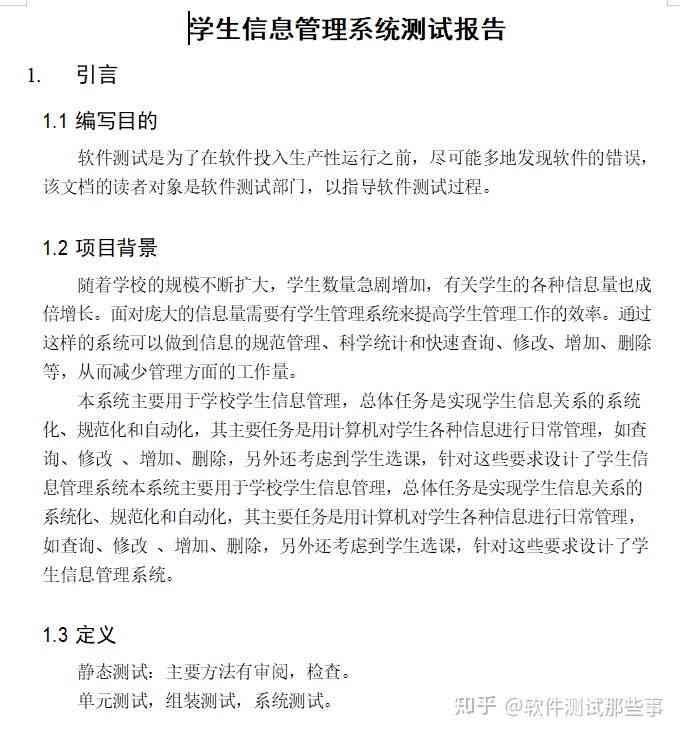 学生信息管理系统测试报告
1. 引言
1.1 编写目的
软件测试是为了在软件投入生产性运行之前，尽可能多地发现软件的错误，
该文档的读者对象是软件测试部门，以指导软件测试过程。
1.2 项目背景
随着学校的规模不断扩大，学生数量急剧增加，有关学生的各种信息量也成
倍增长。面对庞大的信息量需要有学生管理系统来提高学生管理工作的效率。通过
这样的系统可以做到信息的规范管理、科学统计和快速查询、修改、增加、删除
等，从而减少管理方面的工作量。
本系统主要用于学校学生信息管理，总体任务是实现学生信息关系的系统
化、规范化和自动化，其主要任务是用计算机对学生各种信息进行日常管理，如查
询、修改 、增加、删除，另外还考虑到学生选课，针对这些要求设计了学生信
息管理系统本系统主要用于学校学生信息管理，总体任务是实现学生信息关系的
系统化、规范化和自动化，其主要任务是用计算机对学生各种信息进行日常管理，
如查询、修改 、增加、删除，另外还考虑到学生选课，针对这些要求设计了学
生信息管理系统。
1.3 定义
静态测试：主要方法有审阅，检查。
单元测试，组装测试，系统测试。
知乎 @软件测试那些事